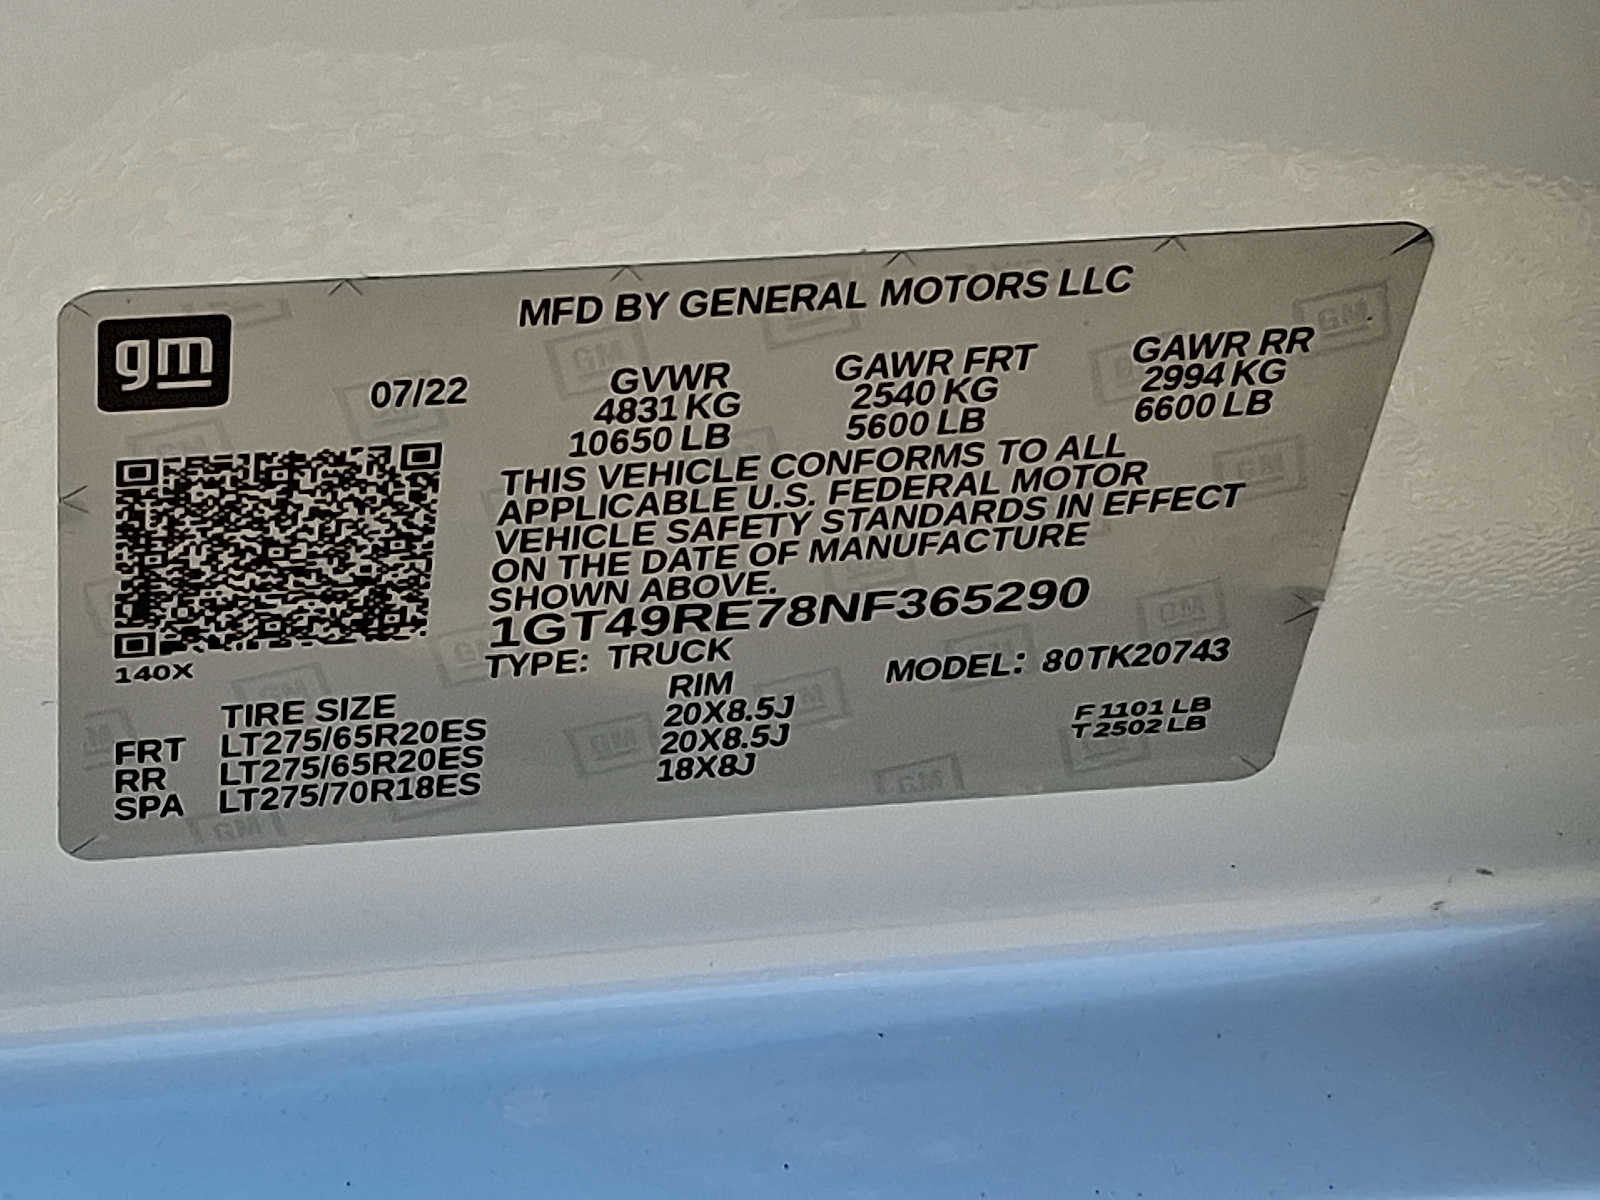 MFD BY GENERAL MOTORS LLC
gm
07/22
GVWR GAWR FRT GAWR RR
4831 KG 2540 KG 2994 KG
10650 LB 5600 LB 6600 LB
THIS VEHICLE CONFORMS TO ALL
APPLICABLE U.S. FEDERAL MOTOR
VEHICLE SAFETY STANDARDS IN EFFECT
ON THE DATE OF MANUFACTURE
SHOWN ABOVE.
1GT49RE78NF365290
140X
TYPE: TRUCK MODEL: 80TK20743
TIRE SIZE RIM
FRT LT275/65R20ES 20X8.5J
RR LT275/65R20ES 20X8.5J
SPA LT275/70R18ES 18X8J
F 1101 LB
T 2502 LB